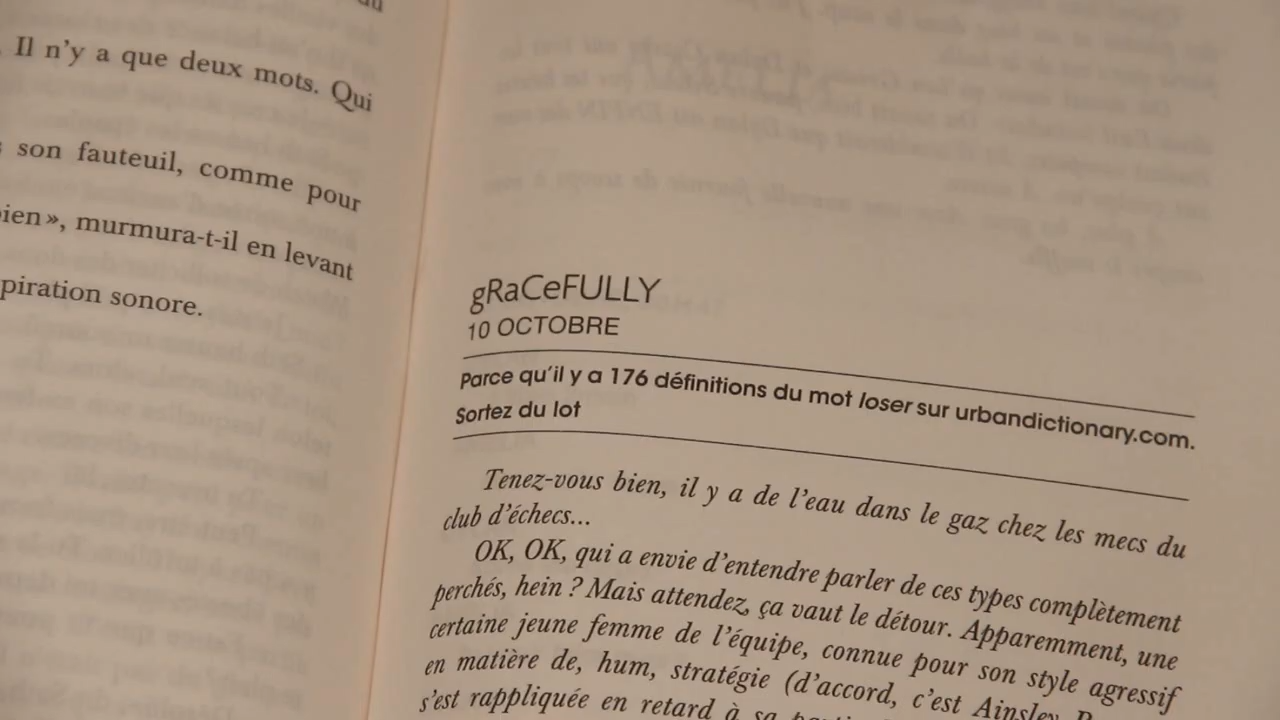 Il n'y a que deux mots. Qui
son fauteuil, comme pour
murmura-t-il en levant
sonore.
gRaCeFULLY
10 OCTOBRE
Parce qu'il y a 176 définitions du mot loser sur urbandictionary.com.
Sortez du lot
Tenez-vous bien, il y a de l'eau dans le gaz chez les mecs du
club d'échecs...
OK, OK, qui a envie d'entendre parler de ces types complètement
perchés, hein ? Mais attendez, ça vaut le détour. Apparemment, une
certaine jeune femme de l'équipe, connue pour son style agressif
en matière de, hum, stratégie (d'accord, c'est Ainsley
s'est rappliquée en retard à sa